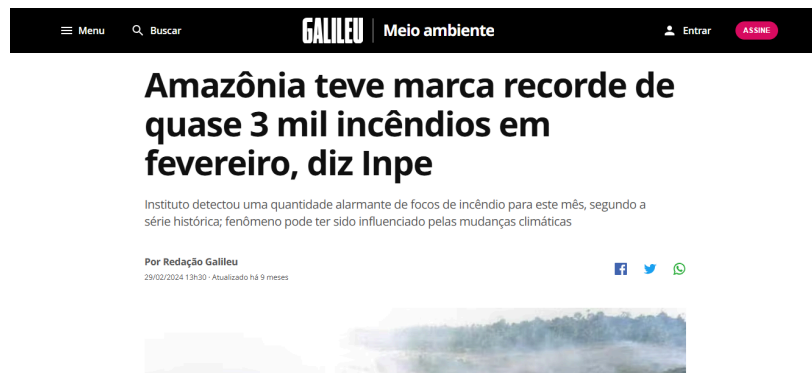 Menu Buscar GALILEU Meio ambiente Entrar ASSINE
Amazônia teve marca recorde de
quase 3 mil incêndios em
fevereiro, diz Inpe
Instituto detectou uma quantidade alarmante de focos de incêndio para este mês, segundo a
série histórica; fenômeno pode ter sido influenciado pelas mudanças climáticas
Por Redação Galileu
29/02/2024 13h30 · Atualizado há 9 meses